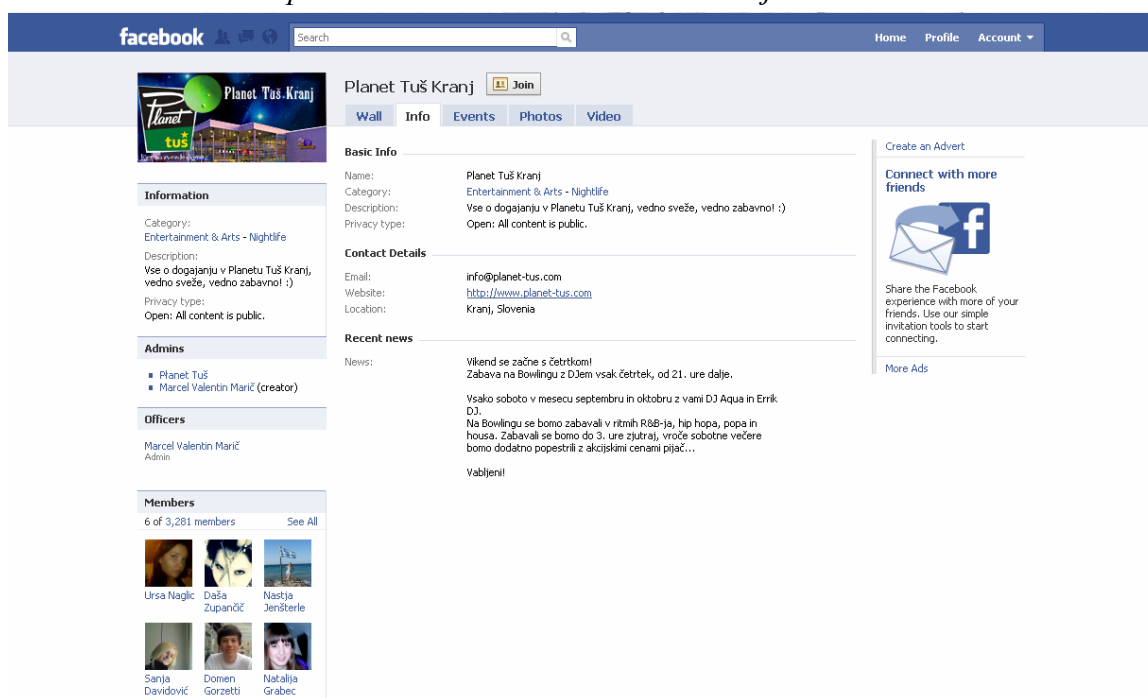 facebook
Search
Home Profile Account
Planet Tuš Kranj
Planet
tuš
Planet Tuš Kranj
Join
Wall Info Events Photos Video
Information
Category:
Entertainment & Arts - Nightlife
Description:
Vse o dogajanju v Planetu Tuš Kranj,
vedno sveže, vedno zabavno! :)
Privacy type:
Open: All content is public.
Admins
Planet Tuš
Marcel Valentin Marič (creator)
Officers
Marcel Valentin Marič
Admin
Members
6 of 3,281 members See All
Ursa Naglic
Daša
Zupančič
Nastja
Jenšterle
Sanja
Davidović
Domen
Gorzetti
Natalija
Grabec
Basic Info
Name: Planet Tuš Kranj
Category: Entertainment & Arts - Nightlife
Description: Vse o dogajanju v Planetu Tuš Kranj, vedno sveže, vedno zabavno! :)
Privacy type: Open: All content is public.
Contact Details
Email: info@planet-tus.com
Website: http://www.planet-tus.com
Location: Kranj, Slovenia
Recent news
News: Vikend se začne s četrtkom!
Zabava na Bowlingu z DJem vsak četrtek, od 21. ure dalje.
Vsako soboto v mesecu septembru in oktobru z vami DJ Aqua in Errik
DJ.
Na Bowlingu se bomo zabavali v ritmih R&B-ja, hip hopa, popa in
housa. Zabavali se bomo do 3. ure zjutraj, vroče sobotne večere
bomo dodatno popestrili z akcijskimi cenami pijač...
Vabljeni!
Create an Advert
Connect with more
friends
Share the Facebook
experience with more of your
friends. Use our simple
invitation tools to start
connecting.
More Ads